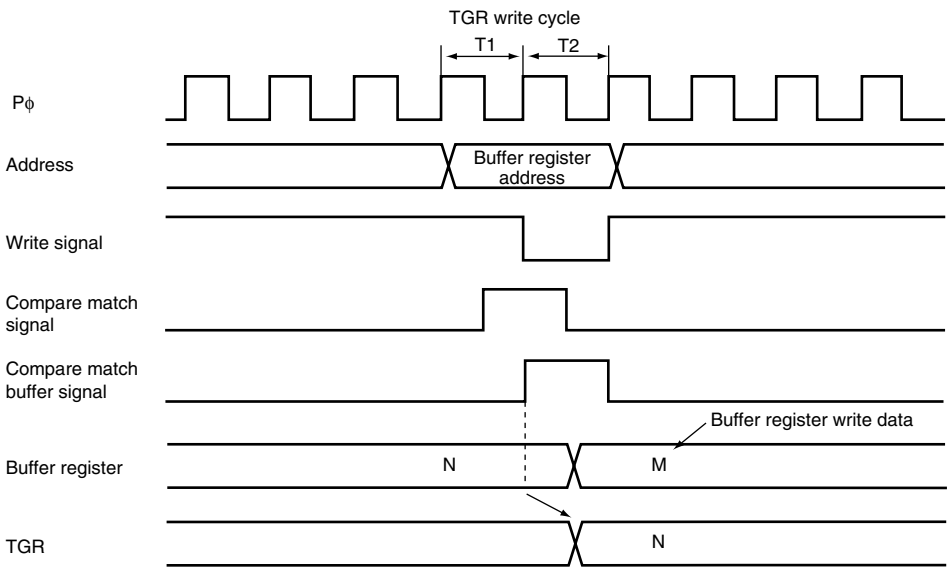 TGR write cycle
T1
T2
Pϕ
Address
Buffer register
address
Write signal
Compare match
signal
Compare match
buffer signal
Buffer register write data
Buffer register
N
M
TGR
N